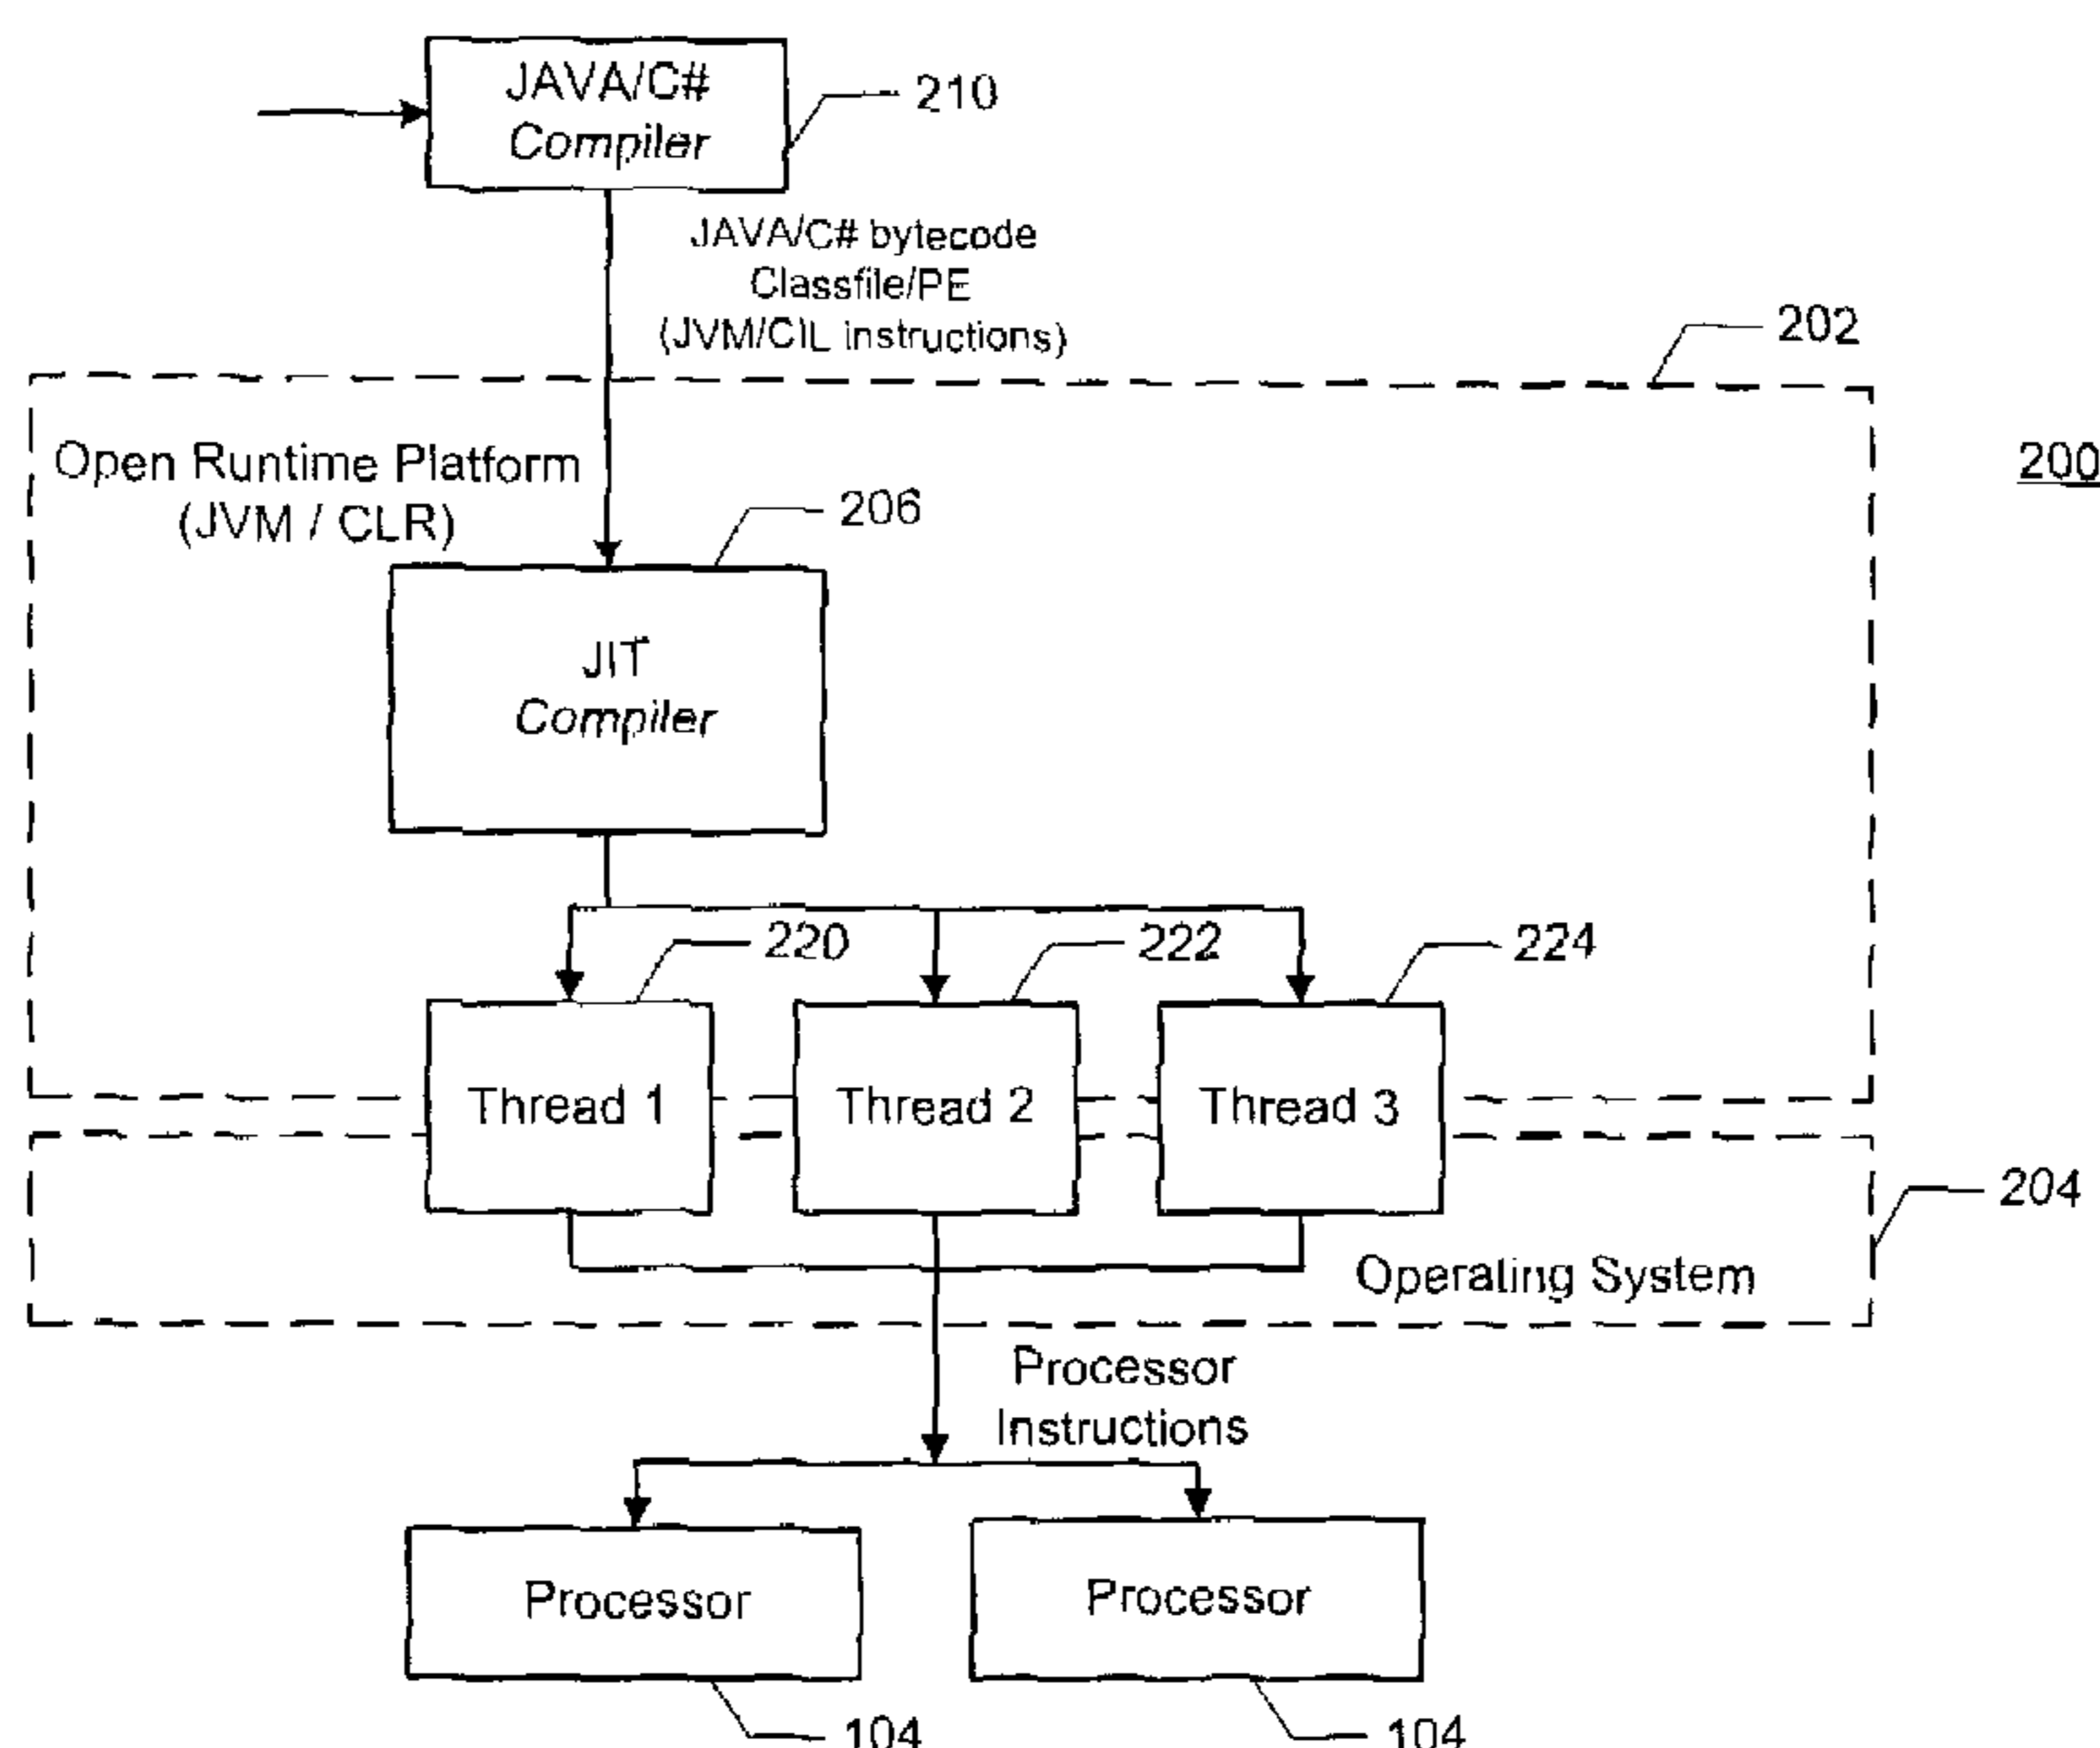 JAVA/C#
Compiler
210
JAVA/C# bytecode
Classfile/PE
(JVM/CIL instructions)
202
Open Runtime Platform
(JVM / CLR)
200
206
JIT
Compiler
220
222
224
Thread 1
Thread 2
Thread 3
204
Operating System
Processor
Instructions
Processor
Processor
104
104